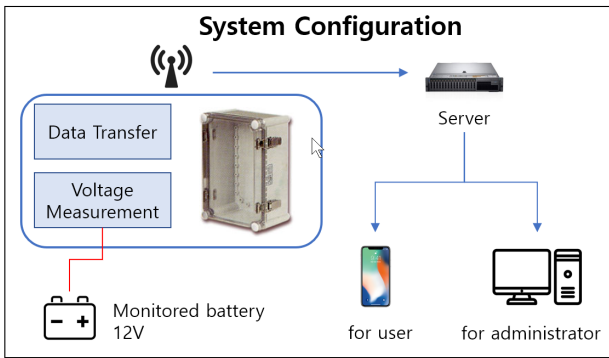 System Configuration
Data Transfer
Server
Voltage
Measurement
Monitored battery
12V
for user
for administrator